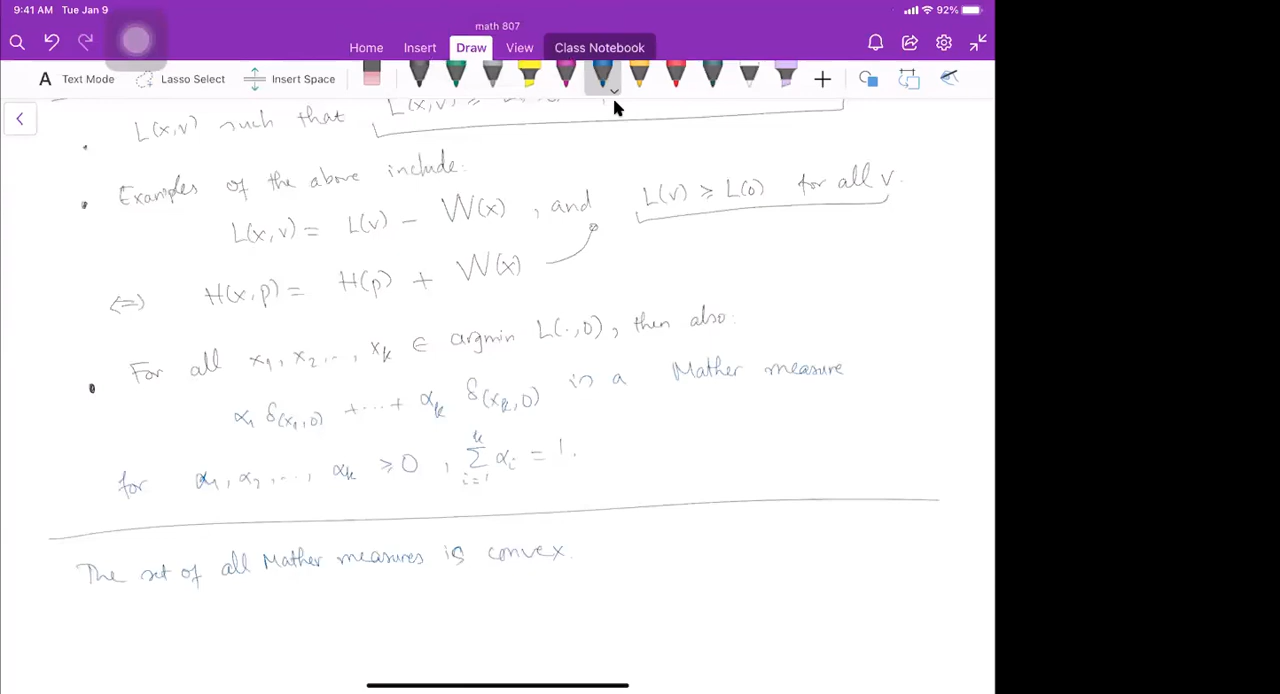 9:41 AM Tue Jan 9
92%
math 807
Home Insert Draw View Class Notebook
A Text Mode Lasso Select Insert Space
L(x,v) such that L(x,v) ≥
Examples of the above include:
L(x,v) = L(v) - W(x), and L(v) ≥ L(0) for all v.
⇔ H(x,p) = H(p) + W(x)
For all x₁, x₂, ..., xₖ ∈ argmin L(·,0), then also:
α₁ δ(x₁,0) + ··· + αₖ δ(xₖ,0) is a Mather measure
for α₁, α₂, ..., αₖ ≥ 0, ∑ᵢ₌₁ᵏ αᵢ = 1.
The set of all Mather measures is convex.